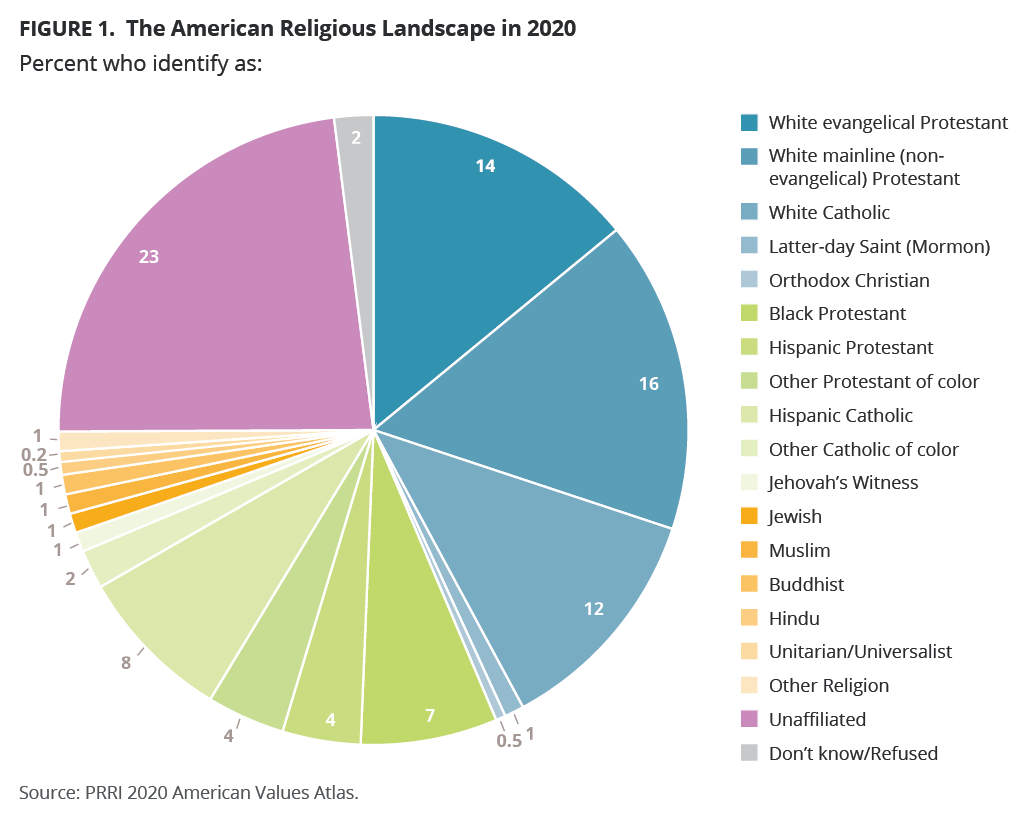 FIGURE 1. The American Religious Landscape in 2020
Percent who identify as:
2
14
23
16
12
1
0.2
0.5
1
1
1
1
2
8
4
4
7
0.5
1
White evangelical Protestant
White mainline (non-
evangelical) Protestant
White Catholic
Latter-day Saint (Mormon)
Orthodox Christian
Black Protestant
Hispanic Protestant
Other Protestant of color
Hispanic Catholic
Other Catholic of color
Jehovah’s Witness
Jewish
Muslim
Buddhist
Hindu
Unitarian/Universalist
Other Religion
Unaffiliated
Don’t know/Refused
Source: PRRI 2020 American Values Atlas.